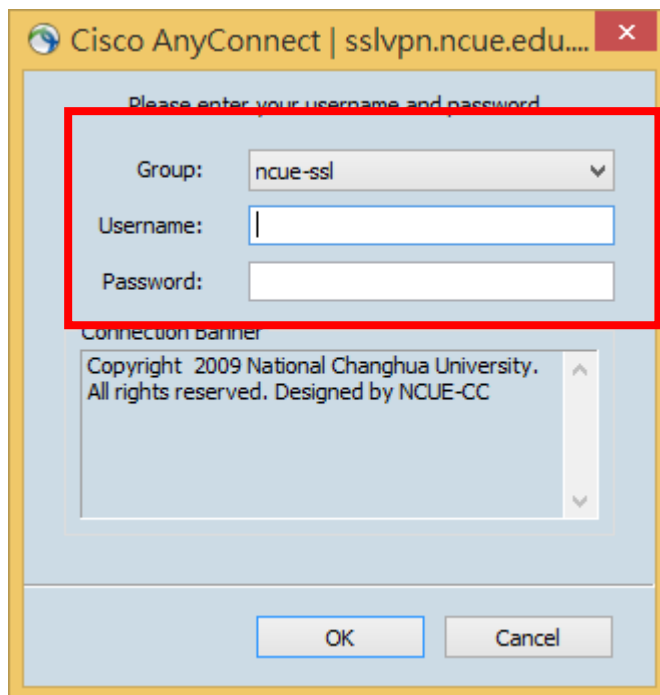 Cisco AnyConnect | sslvpn.ncue.edu....
Please enter your username and password.
Group: ncue-ssl
Username:
Password:
Connection Banner
Copyright 2009 National Changhua University.
All rights reserved. Designed by NCUE-CC
OK Cancel